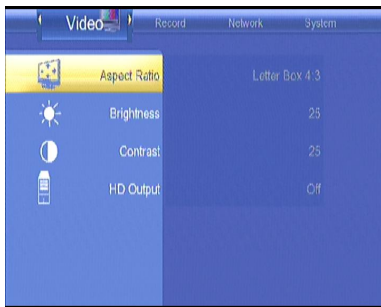 Video Record Network System
Aspect Ratio Letter Box 4:3
Brightness 25
Contrast 25
HD Output Off